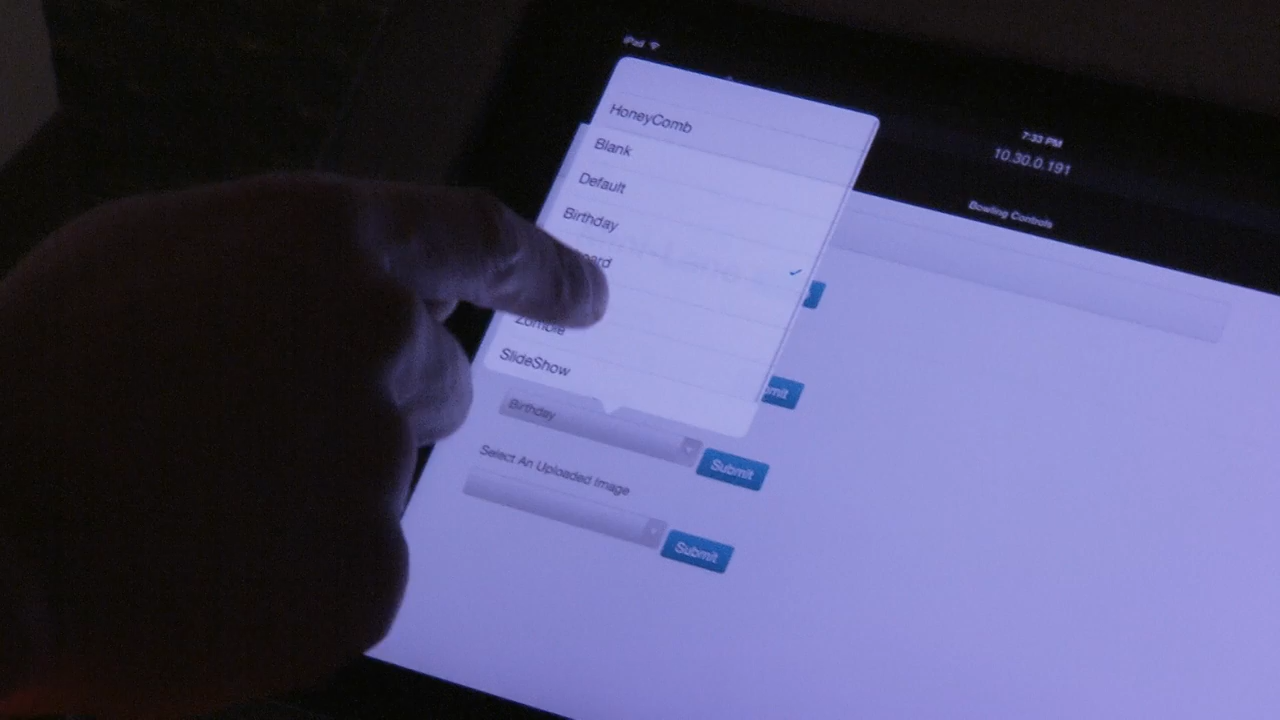 iPad
7:33 PM
10.30.0.191
Bowling Controls
HoneyComb
Blank
Default
Birthday
Zombie
SlideShow
Birthday
Submit
Select An Uploaded Image
Submit